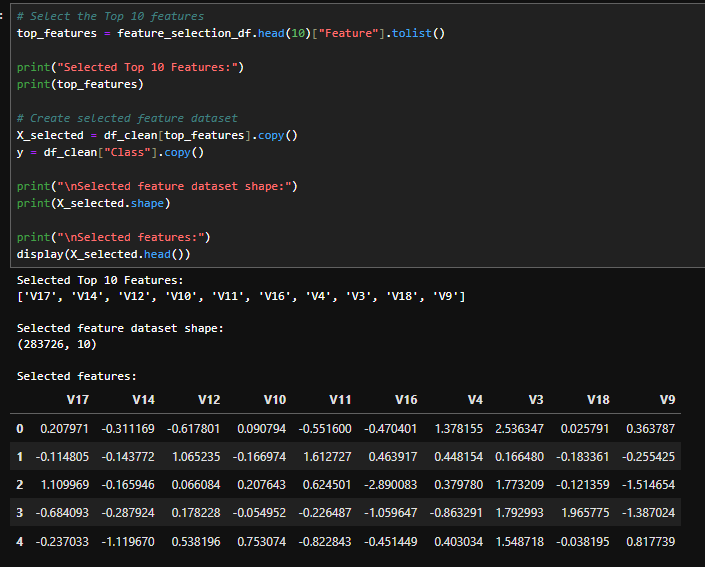 :
# Select the Top 10 features
top_features = feature_selection_df.head(10)["Feature"].tolist()
print("Selected Top 10 Features:")
print(top_features)
# Create selected feature dataset
X_selected = df_clean[top_features].copy()
y = df_clean["Class"].copy()
print("\nSelected feature dataset shape:")
print(X_selected.shape)
print("\nSelected features:")
display(X_selected.head())
Selected Top 10 Features:
['V17', 'V14', 'V12', 'V10', 'V11', 'V16', 'V4', 'V3', 'V18', 'V9']
Selected feature dataset shape:
(283726, 10)
Selected features:
V17 V14 V12 V10 V11 V16 V4 V3 V18 V9
0 0.207971 -0.311169 -0.617801 0.090794 -0.551600 -0.470401 1.378155 2.536347 0.025791 0.363787
1 -0.114805 -0.143772 1.065235 -0.166974 1.612727 0.463917 0.448154 0.166480 -0.183361 -0.255425
2 1.109969 -0.165946 0.066084 0.207643 0.624501 -2.890083 0.379780 1.773209 -0.121359 -1.514654
3 -0.684093 -0.287924 0.178228 -0.054952 -0.226487 -1.059647 -0.863291 1.792993 1.965775 -1.387024
4 -0.237033 -1.119670 0.538196 0.753074 -0.822843 -0.451449 0.403034 1.548718 -0.038195 0.817739